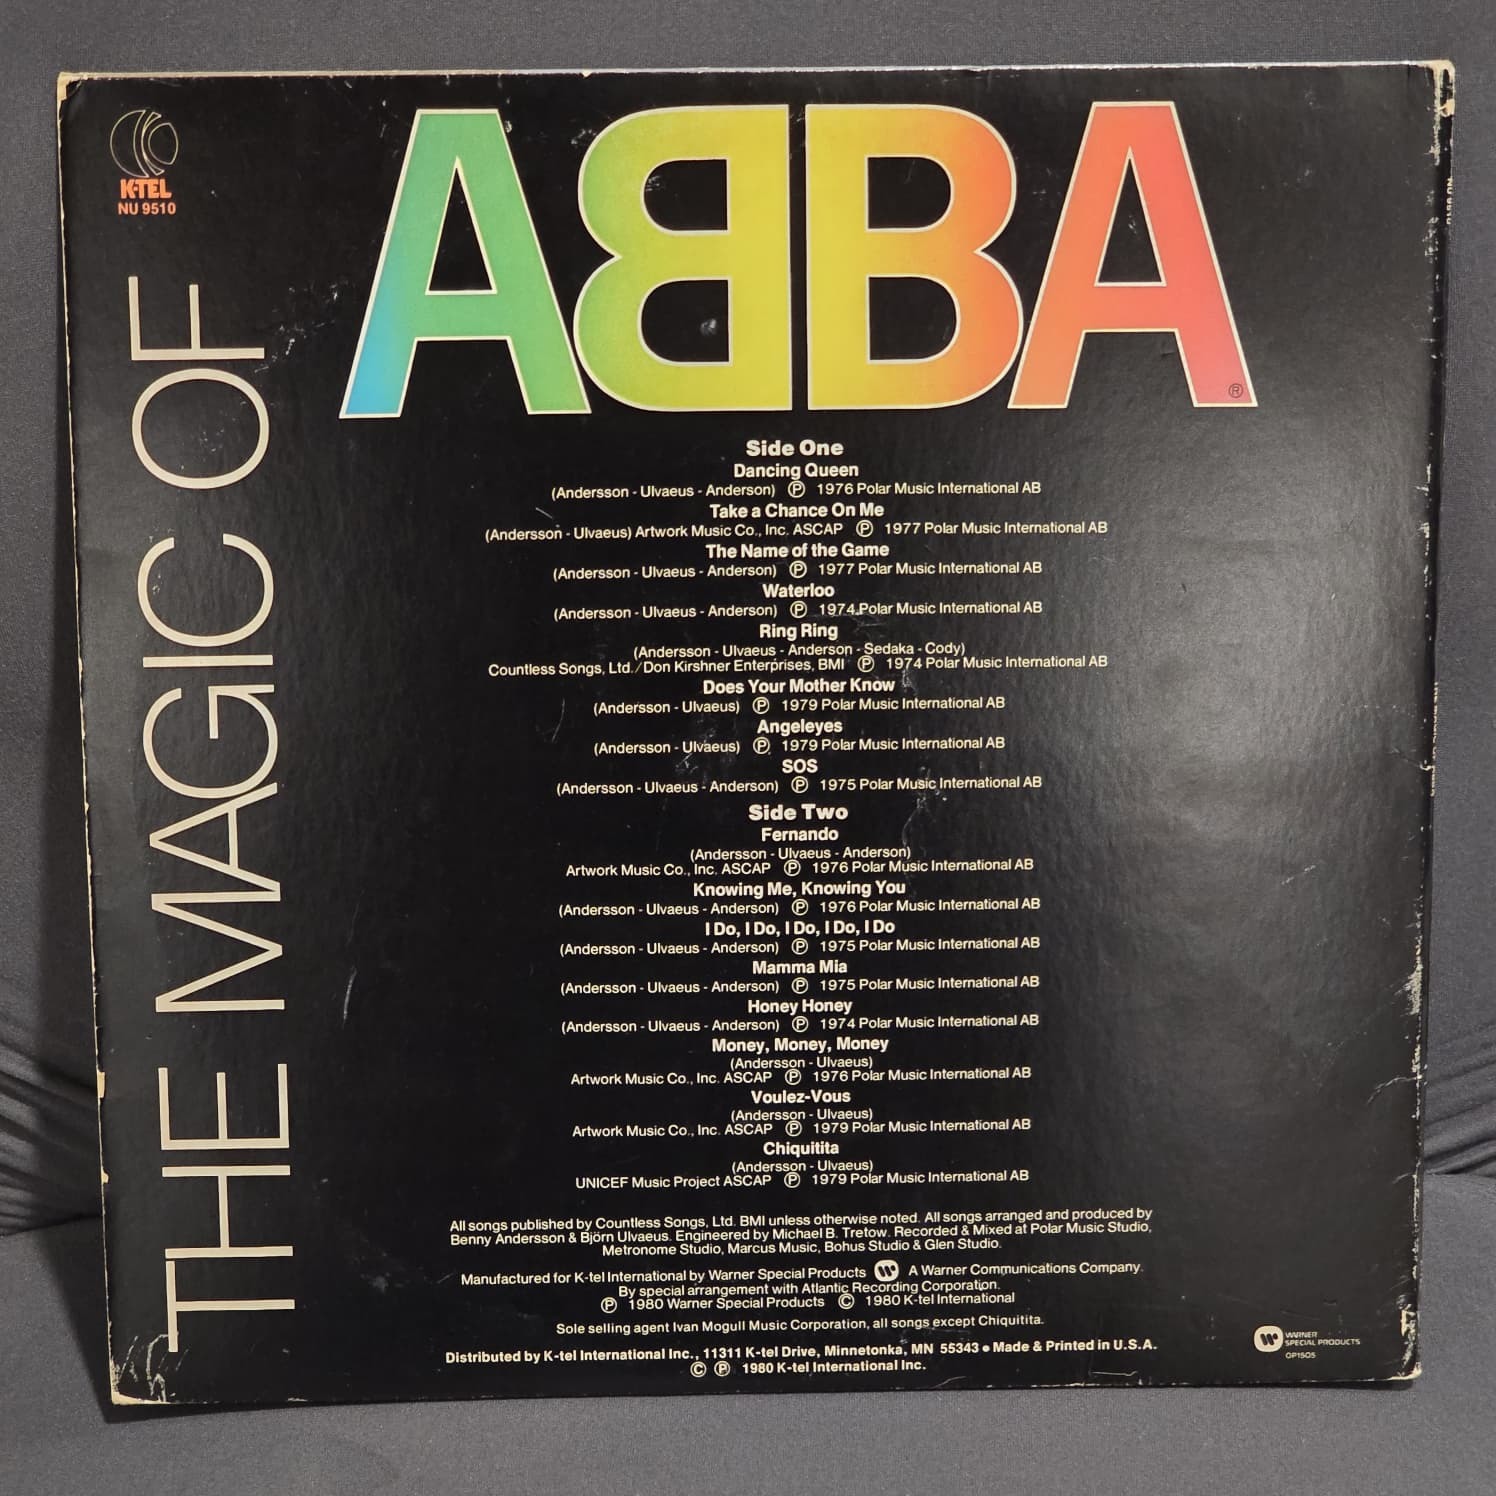 K-TEL
NU 9510
ABBA
®
THE MAGIC OF
Side One
Dancing Queen
(Andersson - Ulvaeus - Anderson) Ⓟ 1976 Polar Music International AB
Take a Chance On Me
(Andersson - Ulvaeus) Artwork Music Co., Inc. ASCAP Ⓟ 1977 Polar Music International AB
The Name of the Game
(Andersson - Ulvaeus - Anderson) Ⓟ 1977 Polar Music International AB
Waterloo
(Andersson - Ulvaeus - Anderson) Ⓟ 1974 Polar Music International AB
Ring Ring
(Andersson - Ulvaeus - Anderson - Sedaka - Cody)
Countless Songs, Ltd./Don Kirshner Enterprises, BMI Ⓟ 1974 Polar Music International AB
Does Your Mother Know
(Andersson - Ulvaeus) Ⓟ 1979 Polar Music International AB
Angeleyes
(Andersson - Ulvaeus) Ⓟ 1979 Polar Music International AB
SOS
(Andersson - Ulvaeus - Anderson) Ⓟ 1975 Polar Music International AB
Side Two
Fernando
(Andersson - Ulvaeus - Anderson)
Artwork Music Co., Inc. ASCAP Ⓟ 1976 Polar Music International AB
Knowing Me, Knowing You
(Andersson - Ulvaeus - Anderson) Ⓟ 1976 Polar Music International AB
I Do, I Do, I Do, I Do, I Do
(Andersson - Ulvaeus - Anderson) Ⓟ 1975 Polar Music International AB
Mamma Mia
(Andersson - Ulvaeus - Anderson) Ⓟ 1975 Polar Music International AB
Honey Honey
(Andersson - Ulvaeus - Anderson) Ⓟ 1974 Polar Music International AB
Money, Money, Money
(Andersson - Ulvaeus)
Artwork Music Co., Inc. ASCAP Ⓟ 1976 Polar Music International AB
Voulez-Vous
(Andersson - Ulvaeus)
Artwork Music Co., Inc. ASCAP Ⓟ 1979 Polar Music International AB
Chiquitita
(Andersson - Ulvaeus)
UNICEF Music Project ASCAP Ⓟ 1979 Polar Music International AB
All songs published by Countless Songs, Ltd. BMI unless otherwise noted. All songs arranged and produced by
Benny Andersson & Björn Ulvaeus. Engineered by Michael B. Tretow. Recorded & Mixed at Polar Music Studio,
Metronome Studio, Marcus Music, Bohus Studio & Glen Studio.
Manufactured for K-tel International by Warner Special Products A Warner Communications Company.
By special arrangement with Atlantic Recording Corporation.
Ⓟ 1980 Warner Special Products © 1980 K-tel International
Sole selling agent Ivan Mogull Music Corporation, all songs except Chiquitita.
Distributed by K-tel International Inc., 11311 K-tel Drive, Minnetonka, MN 55343 • Made & Printed in U.S.A.
© Ⓟ 1980 K-tel International Inc.
WARNER
SPECIAL PRODUCTS
OP1505